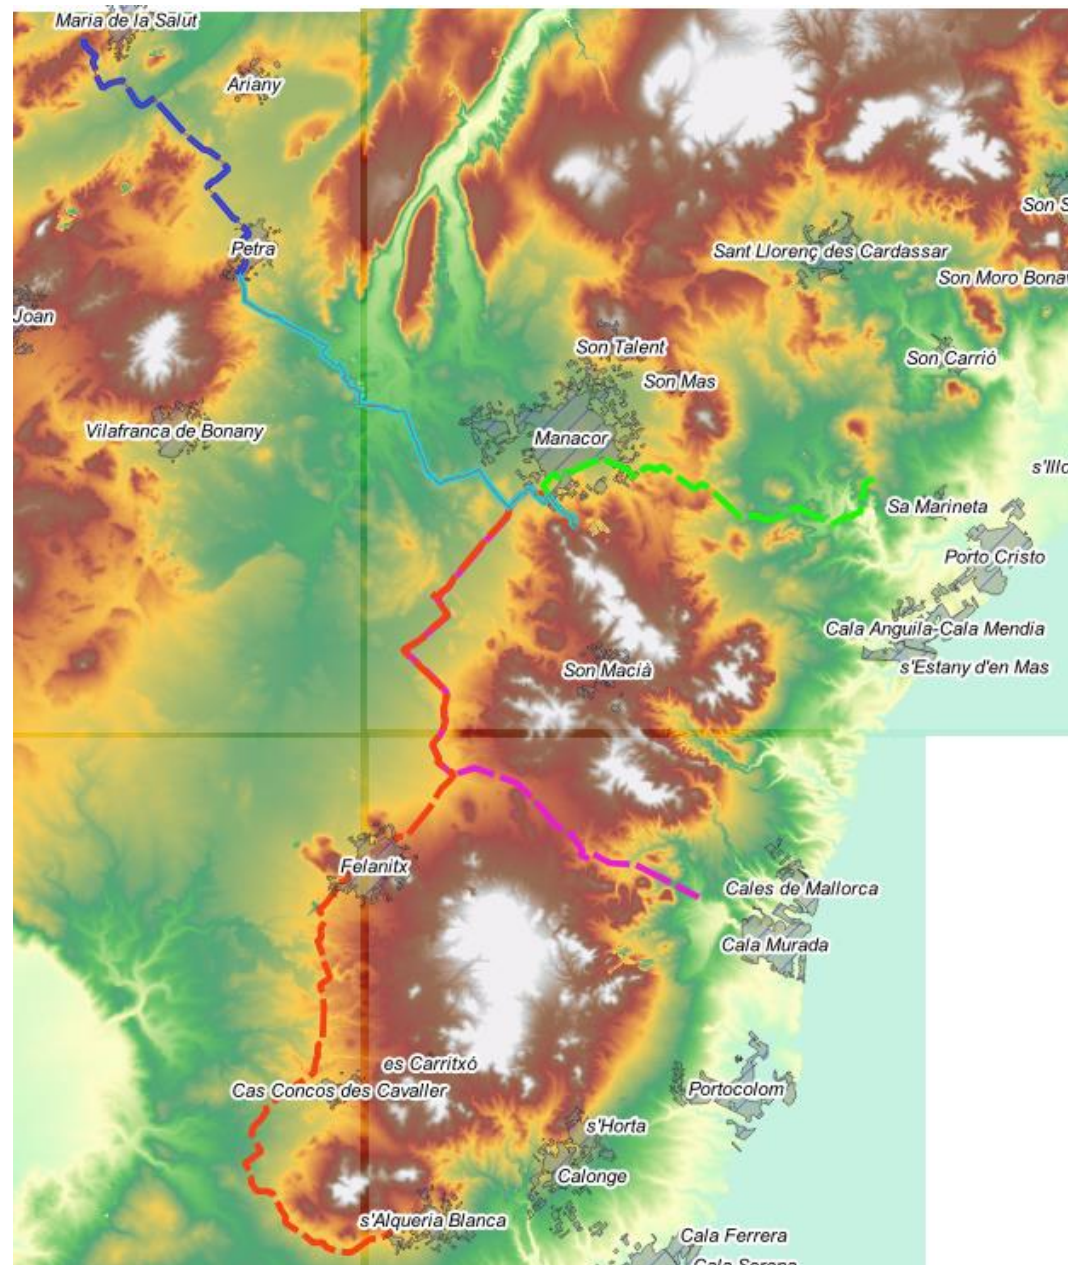 Maria de la Salut
Ariany
Son S
Petra
Sant Llorenç des Cardassar
Son Moro Bona
Joan
Son Talent
Son Carrió
Son Mas
Vilafranca de Bonany
Manacor
s'Illo
Sa Marineta
Porto Cristo
Cala Anguila-Cala Mendia
s'Estany d'en Mas
Son Macià
Felanitx
Cales de Mallorca
Cala Murada
es Carritxó
Cas Concos des Cavaller
Portocolom
s'Horta
Calonge
s'Alqueria Blanca
Cala Ferrera